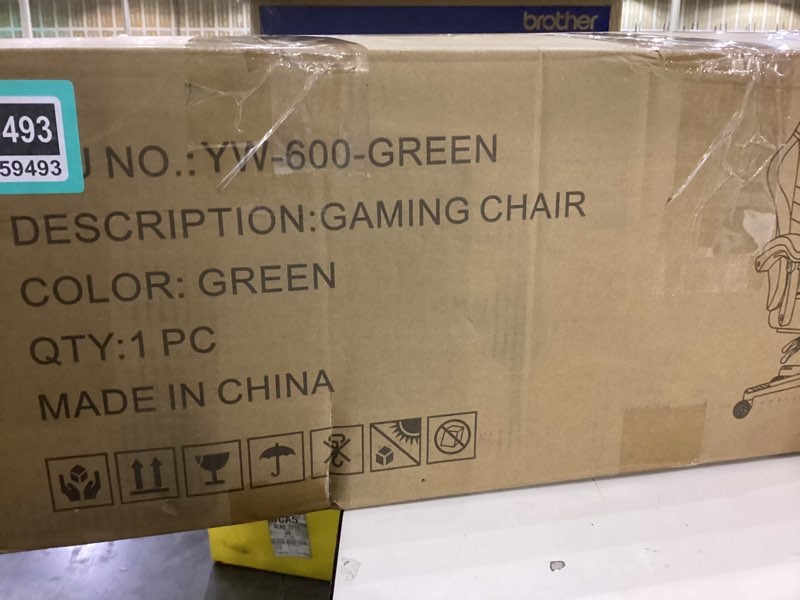 brother
493
59493
U NO.: YW-600-GREEN
DESCRIPTION:GAMING CHAIR
COLOR: GREEN
QTY:1 PC
MADE IN CHINA